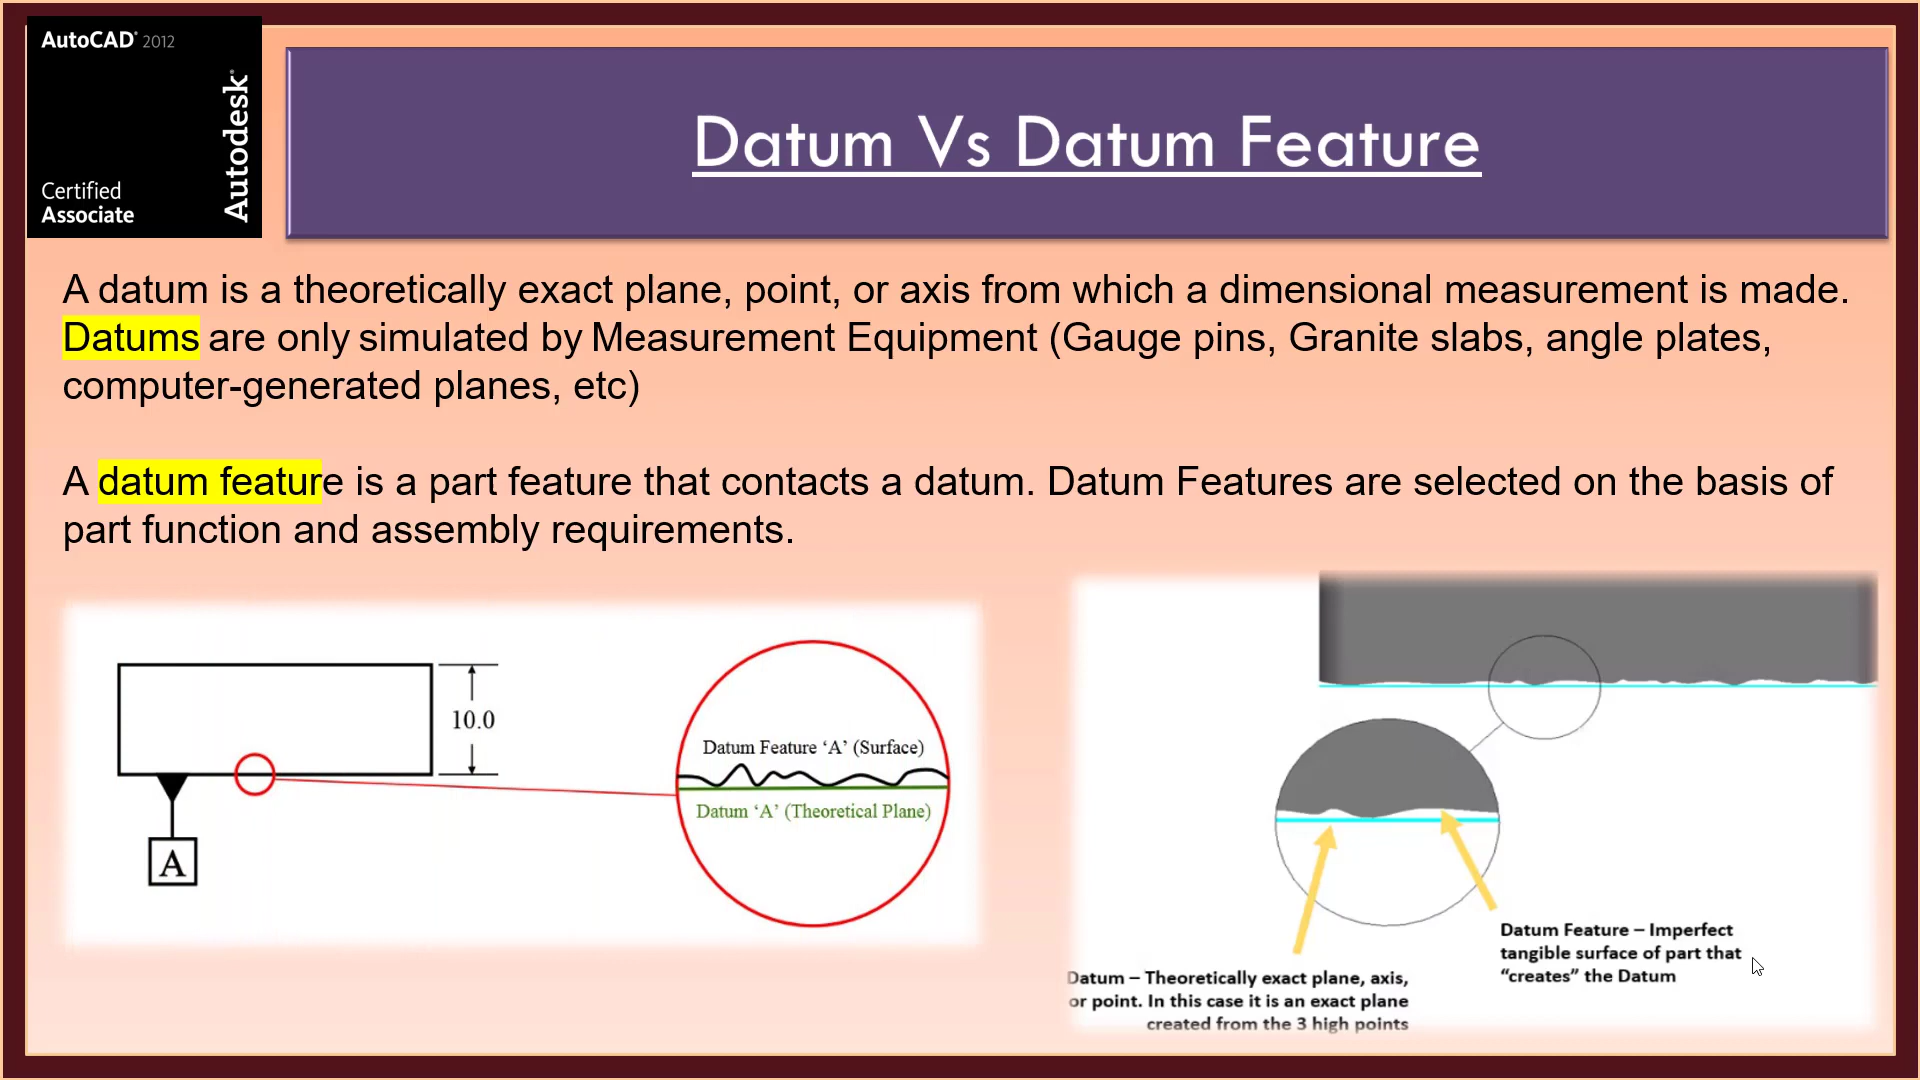 AutoCAD® 2012
Autodesk®
Certified
Associate
Datum Vs Datum Feature
A datum is a theoretically exact plane, point, or axis from which a dimensional measurement is made.
Datums are only simulated by Measurement Equipment (Gauge pins, Granite slabs, angle plates,
computer-generated planes, etc)
A datum feature is a part feature that contacts a datum. Datum Features are selected on the basis of
part function and assembly requirements.
10.0
A
Datum Feature ‘A’ (Surface)
Datum ‘A’ (Theoretical Plane)
Datum – Theoretically exact plane, axis,
or point. In this case it is an exact plane
created from the 3 high points
Datum Feature – Imperfect
tangible surface of part that
“creates” the Datum